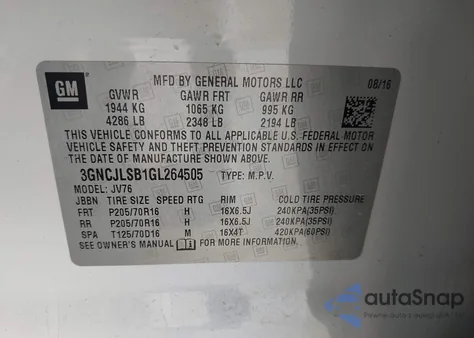 GM
MFD BY GENERAL MOTORS LLC
08/16
GVWR GAWR FRT GAWR RR
1944 KG 1065 KG 995 KG
4286 LB 2348 LB 2194 LB
THIS VEHICLE CONFORMS TO ALL APPLICABLE U.S. FEDERAL MOTOR
VEHICLE SAFETY AND THEFT PREVENTION STANDARDS IN EFFECT ON
THE DATE OF MANUFACTURE SHOWN ABOVE.
3GNCJLSB1GL264505 TYPE: M.P.V.
MODEL: JV76
JBBN TIRE SIZE SPEED RTG RIM COLD TIRE PRESSURE
FRT P205/70R16 H 16X6.5J 240KPA(35PSI)
RR P205/70R16 H 16X6.5J 240KPA(35PSI)
SPA T125/70D16 M 16X4T 420KPA(60PSI)
SEE OWNER'S MANUAL FOR MORE INFORMATION.
autoSnap